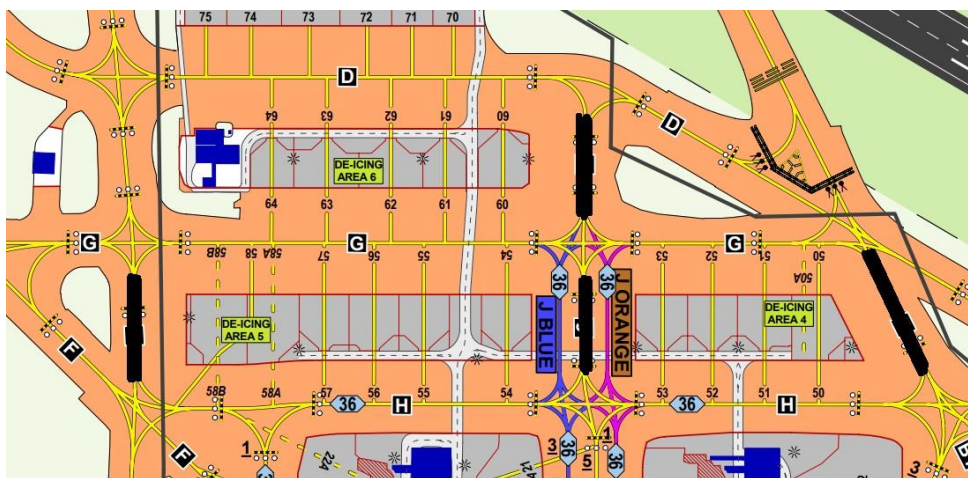 75 74 73 72 71 70
D
64 63 62 61 60
D
DE-ICING
AREA 6
64 63 62 61 60
G G G
58B 58 58A 57 56 55 54 53 52 51 50
50A
36 36
J BLUE
J ORANGE
DE-ICING
AREA 5
DE-ICING
AREA 4
F
58B 58A 57 56 55 54 53 52 51 50
36 H 36 H
F
1 22A 21 3 5 1 3
36 36